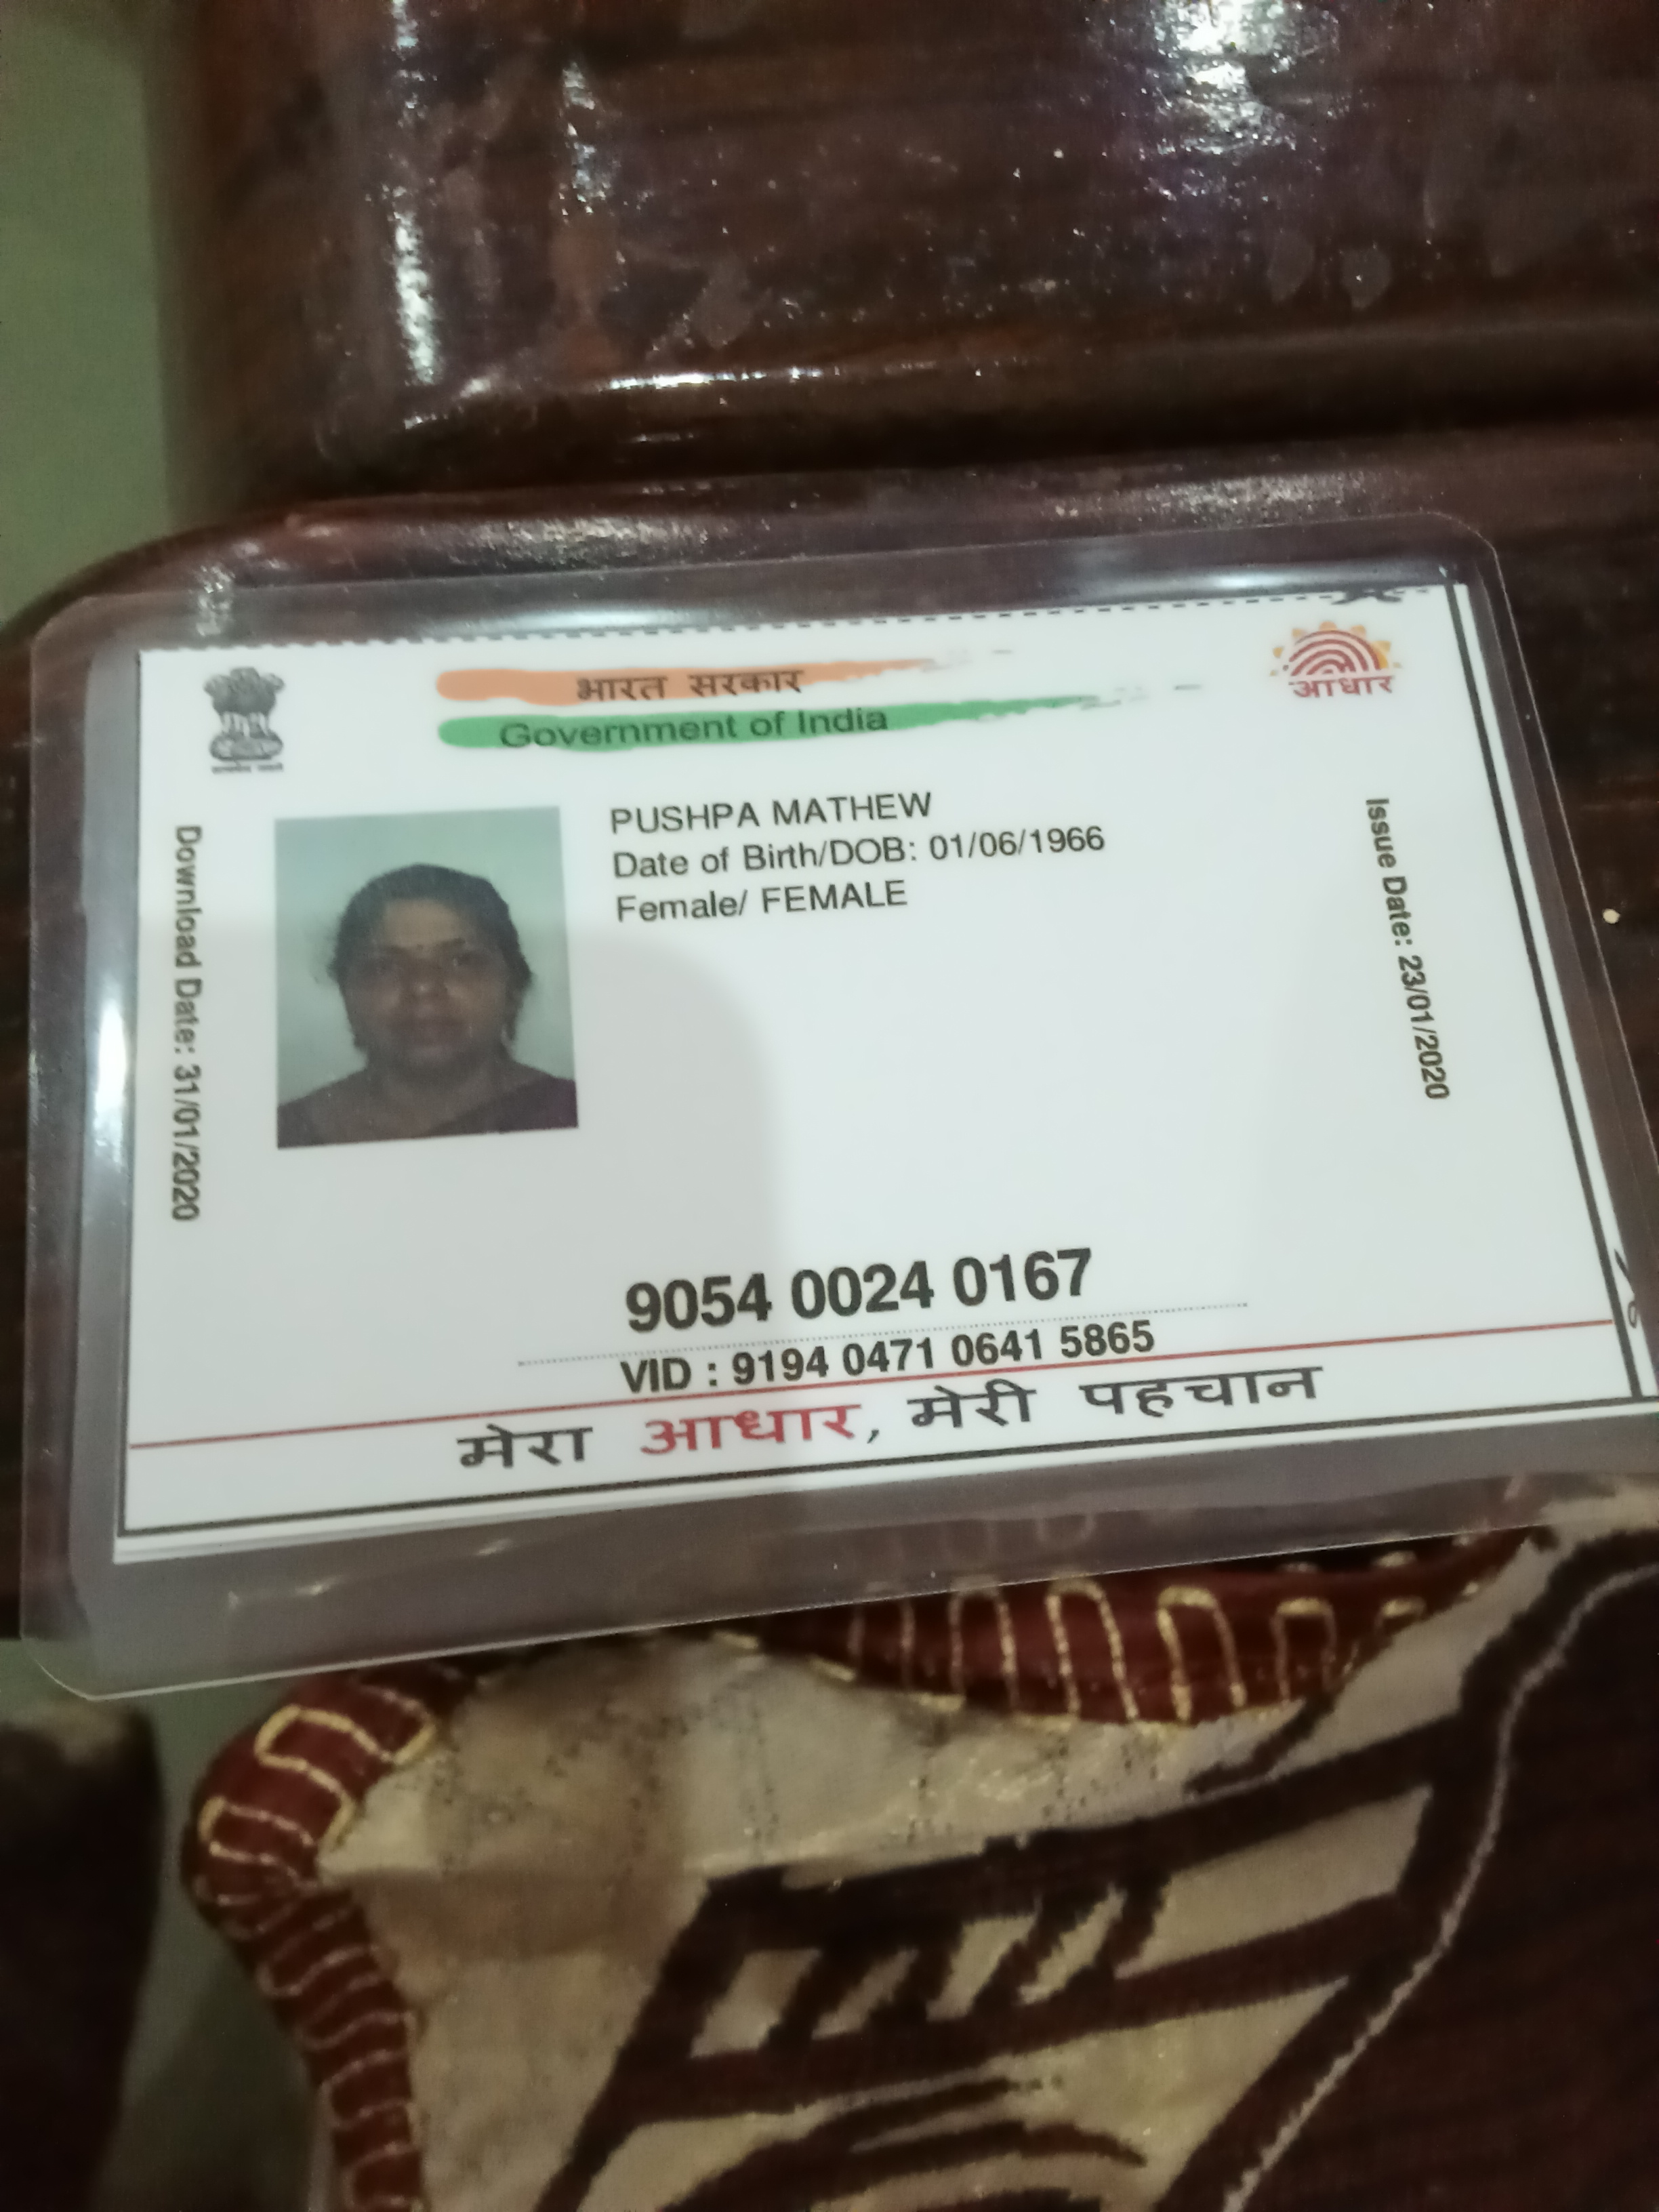 भारत सरकार
Government of India
आधार
PUSHPA MATHEW
Date of Birth/DOB: 01/06/1966
Female/ FEMALE
Download Date: 31/01/2020
Issue Date: 23/01/2020
9054 0024 0167
VID : 9194 0471 0641 5865
मेरा आधार, मेरी पहचान